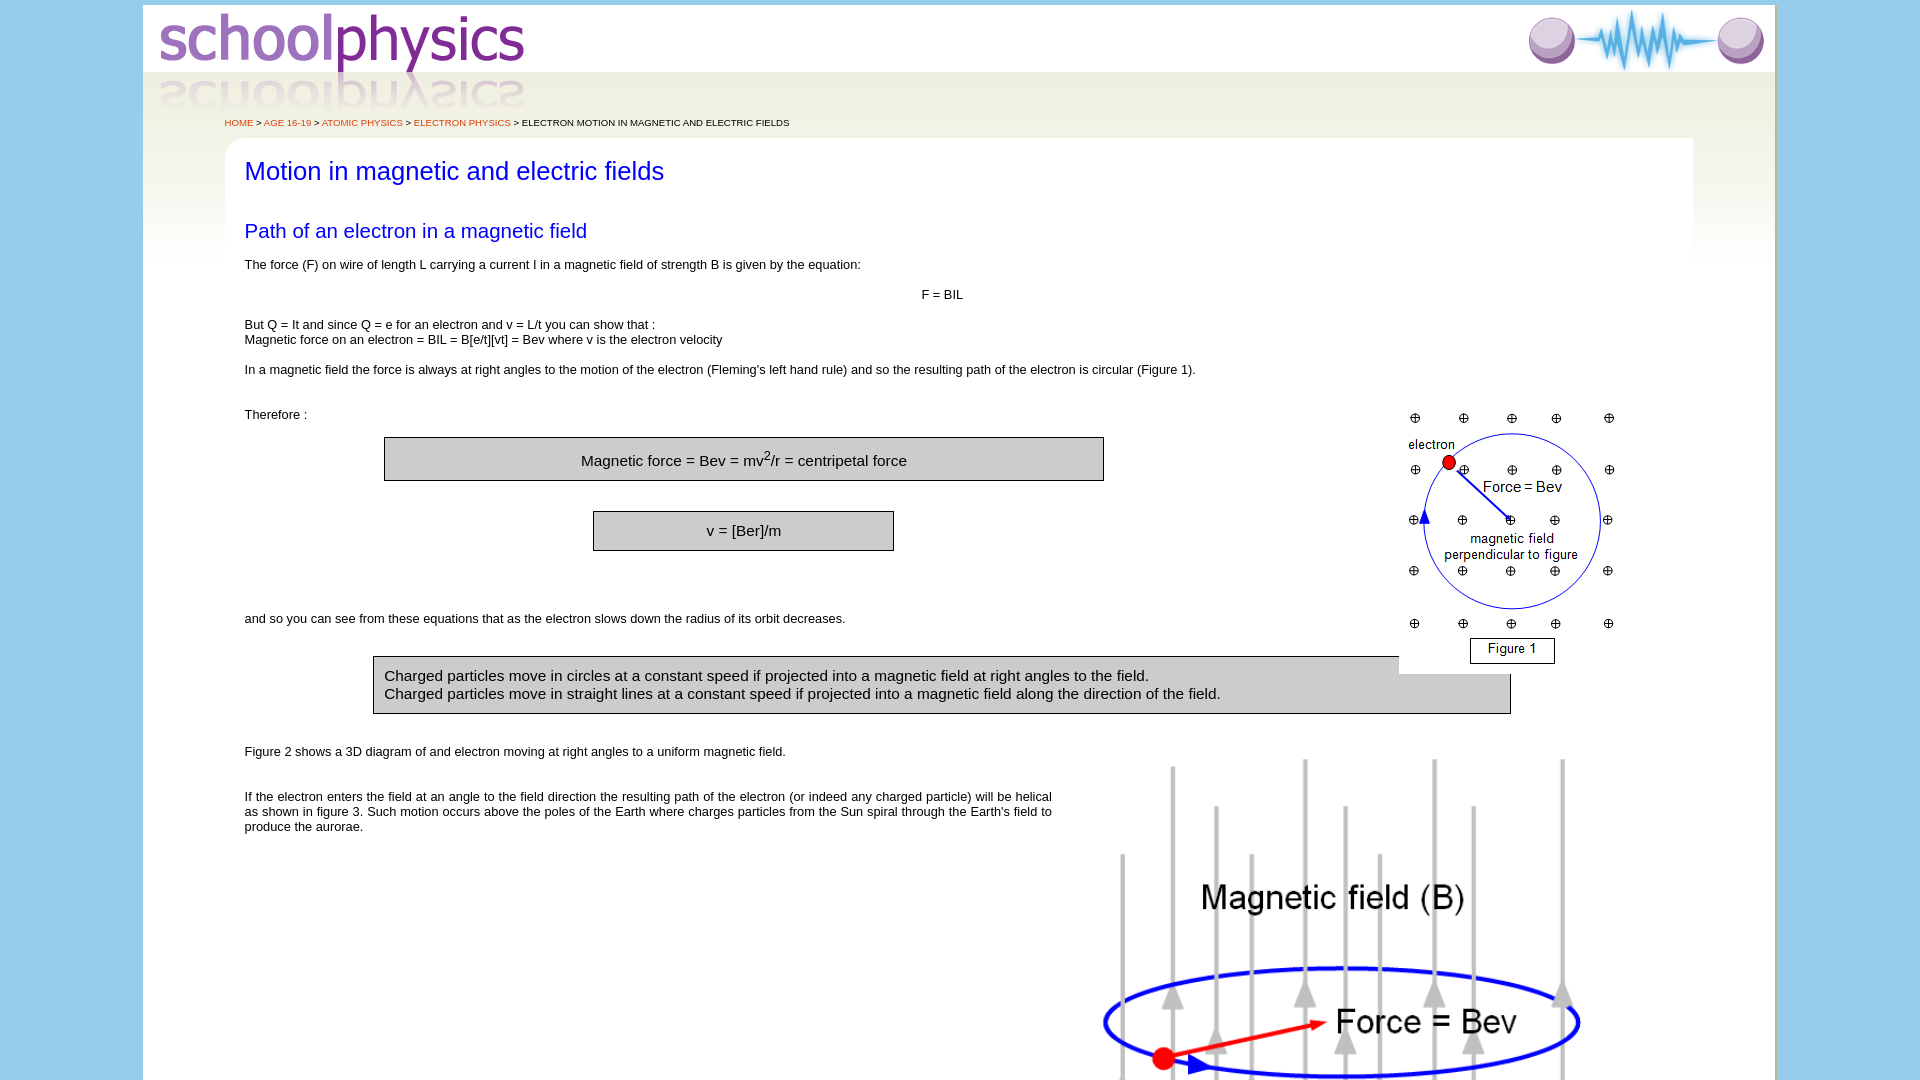 schoolphysics
HOME > AGE 16-19 > ATOMIC PHYSICS > ELECTRON PHYSICS > ELECTRON MOTION IN MAGNETIC AND ELECTRIC FIELDS
Motion in magnetic and electric fields
Path of an electron in a magnetic field
The force (F) on wire of length L carrying a current I in a magnetic field of strength B is given by the equation:
F = BIL
But Q = It and since Q = e for an electron and v = L/t you can show that :
Magnetic force on an electron = BIL = B[e/t][vt] = Bev where v is the electron velocity
In a magnetic field the force is always at right angles to the motion of the electron (Fleming's left hand rule) and so the resulting path of the electron is circular (Figure 1).
Therefore :
Magnetic force = Bev = mv²/r = centripetal force
v = [Ber]/m
electron
Force = Bev
magnetic field
perpendicular to figure
Figure 1
and so you can see from these equations that as the electron slows down the radius of its orbit decreases.
Charged particles move in circles at a constant speed if projected into a magnetic field at right angles to the field.
Charged particles move in straight lines at a constant speed if projected into a magnetic field along the direction of the field.
Figure 2 shows a 3D diagram of and electron moving at right angles to a uniform magnetic field.
If the electron enters the field at an angle to the field direction the resulting path of the electron (or indeed any charged particle) will be helical
as shown in figure 3. Such motion occurs above the poles of the Earth where charges particles from the Sun spiral through the Earth's field to
produce the aurorae.
Magnetic field (B)
Force = Bev